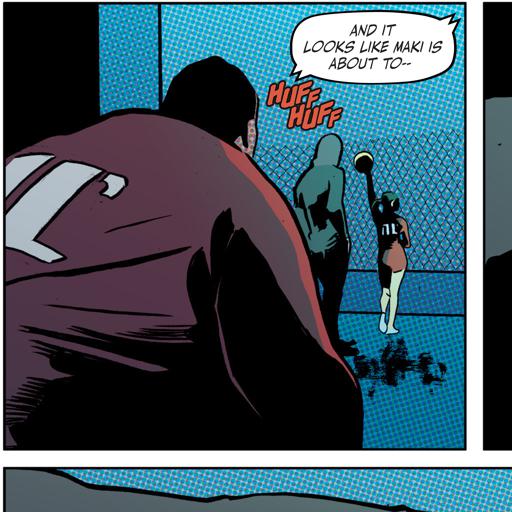 AND IT
LOOKS LIKE MAKI IS
ABOUT TO--
HUFF
HUFF